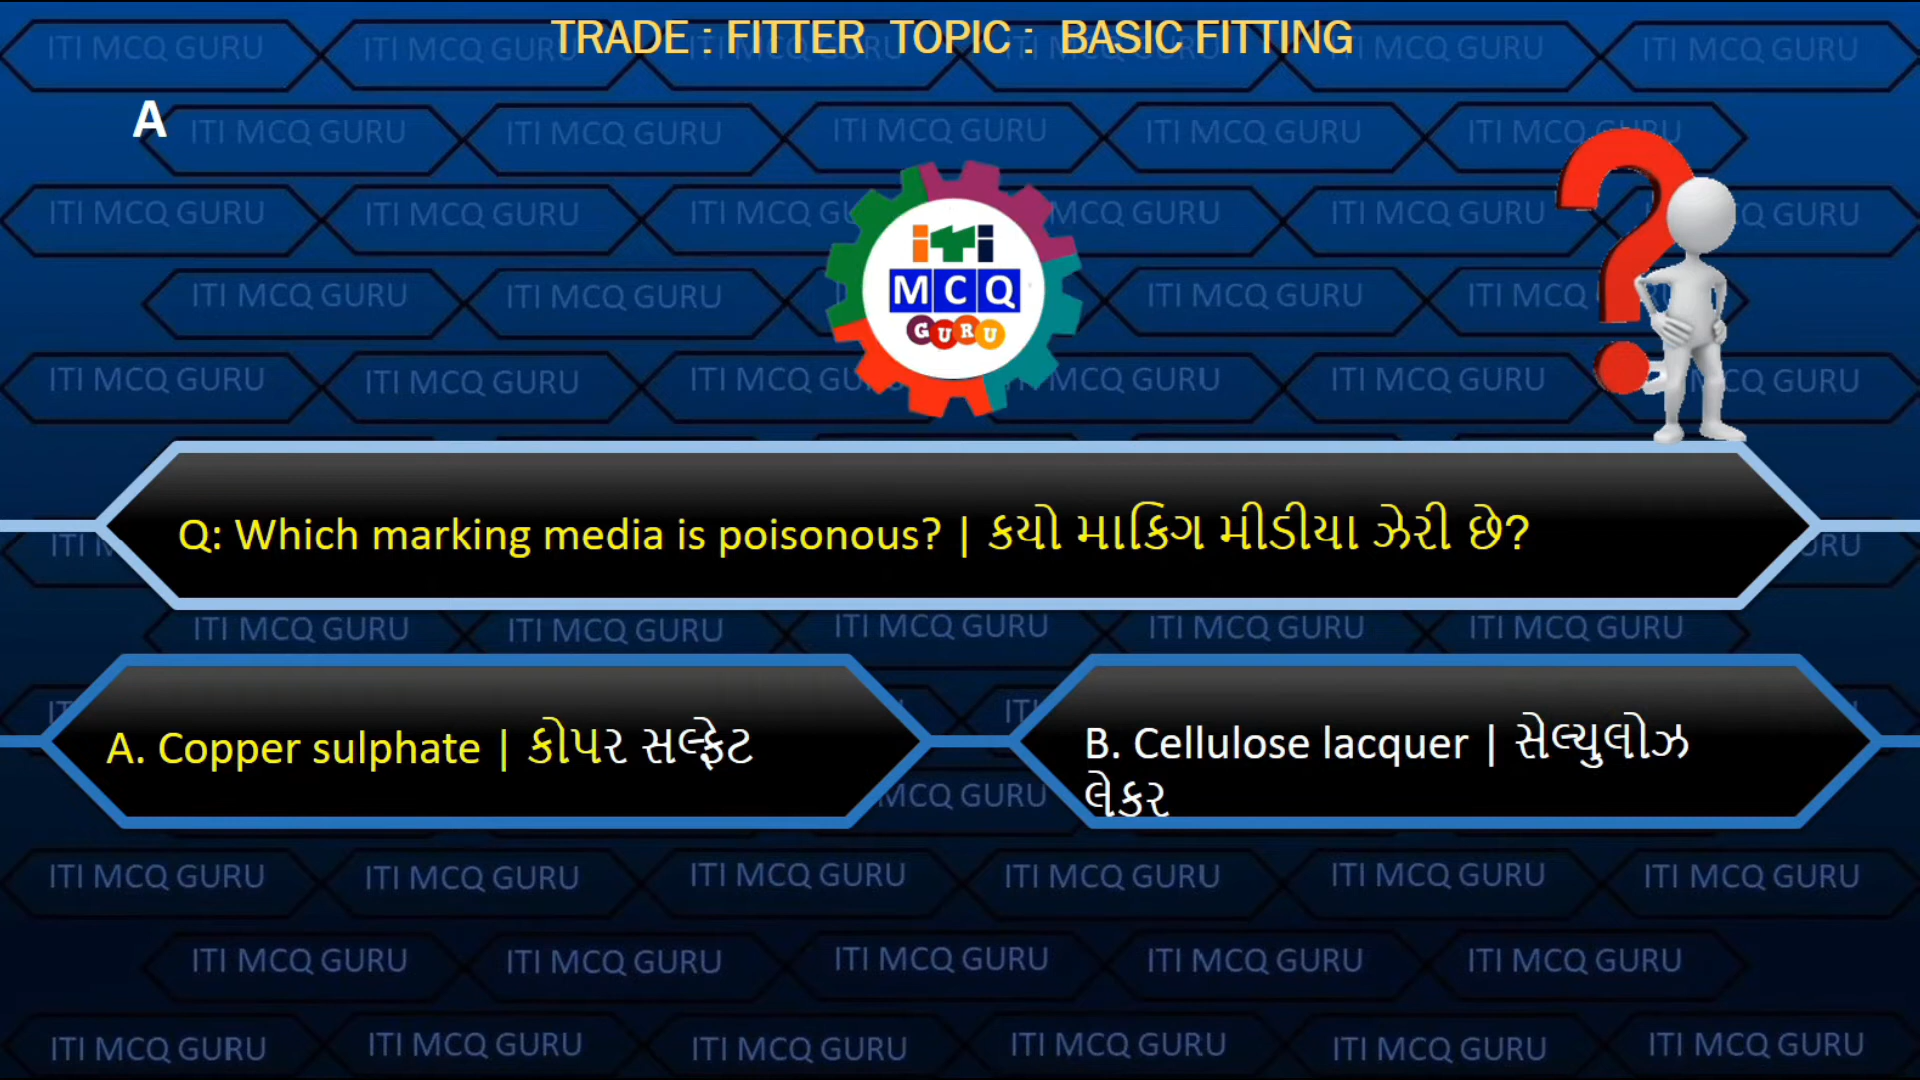 TRADE : FITTER TOPIC : BASIC FITTING
A
iTi
MCQ
GURU
Q: Which marking media is poisonous? | કયો માર્કિંગ મીડીયા ઝેરી છે?
A. Copper sulphate | કોપર સલ્ફેટ
B. Cellulose lacquer | સેલ્યુલોઝ
લેકર